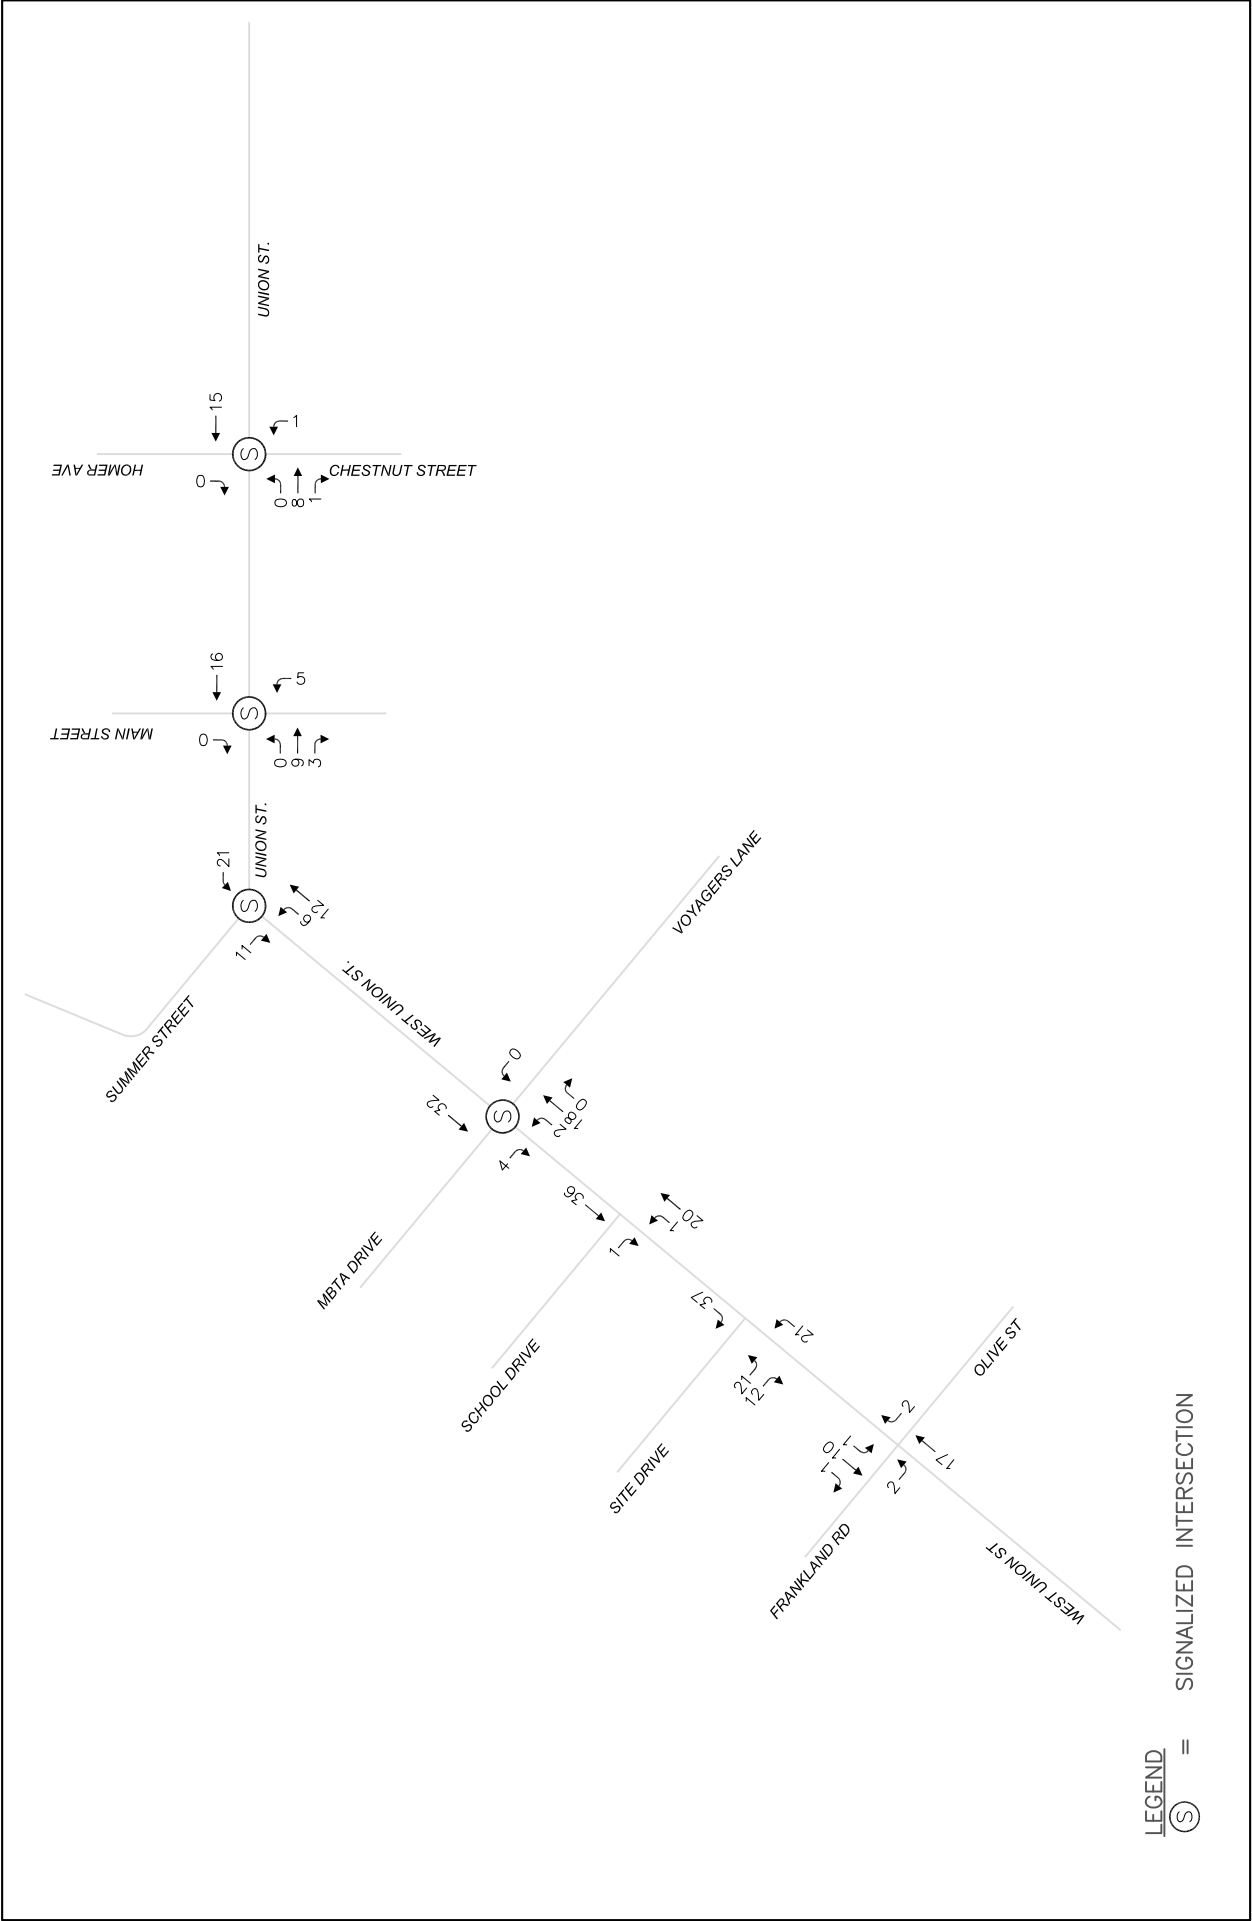 UNION ST.
15
1
HOMER AVE
S
CHESTNUT STREET
0
0
8
1
16
5
MAIN STREET
S
0
0
9
3
UNION ST.
21
S
12
6
11
SUMMER STREET
WEST UNION ST.
VOYAGERS LANE
0
32
S
0
18
2
4
MBTA DRIVE
36
20
1
1
SCHOOL DRIVE
37
21
21
12
SITE DRIVE
OLIVE ST
2
1
10
1
17
2
FRANKLAND RD
WEST UNION ST
LEGEND
S = SIGNALIZED INTERSECTION